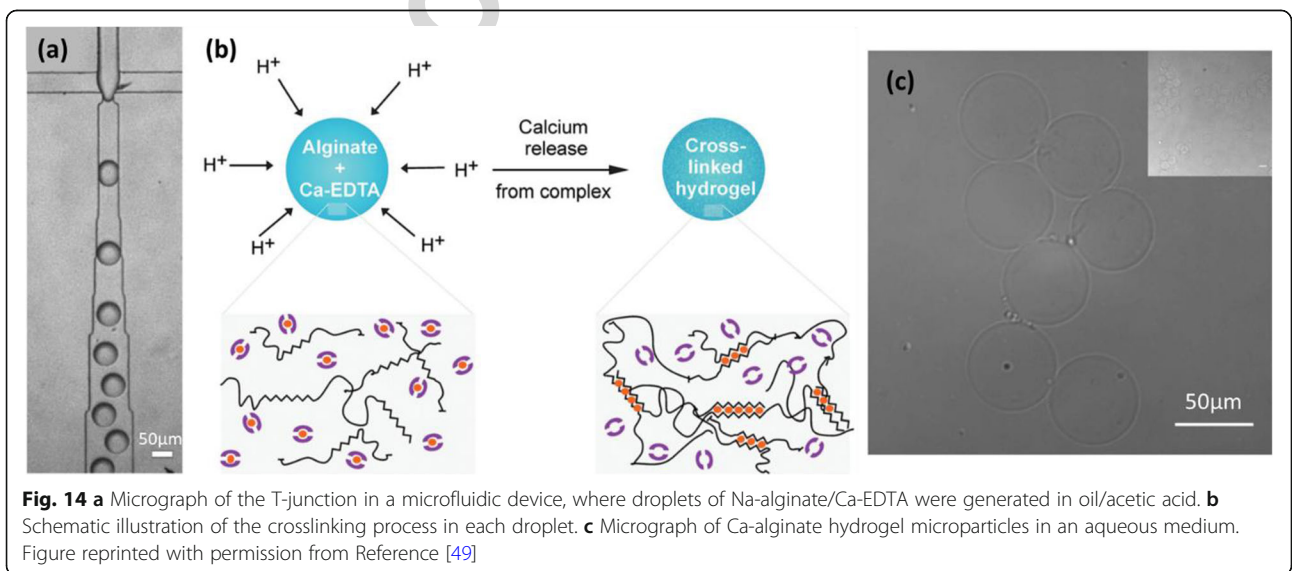 (a)
50µm
(b)
H+
H+
H+
Alginate
+
Ca-EDTA
H+
H+
H+
Calcium
release
from complex
Cross-
linked
hydrogel
(c)
50µm
Fig. 14 a Micrograph of the T-junction in a microfluidic device, where droplets of Na-alginate/Ca-EDTA were generated in oil/acetic acid. b
Schematic illustration of the crosslinking process in each droplet. c Micrograph of Ca-alginate hydrogel microparticles in an aqueous medium.
Figure reprinted with permission from Reference [49]